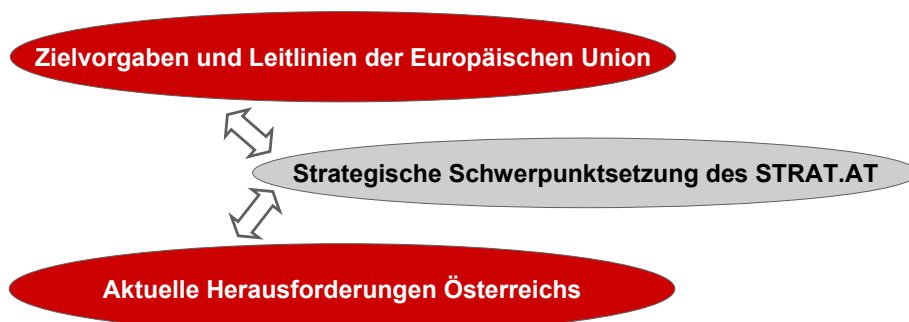 Zielvorgaben und Leitlinien der Europäischen Union
Strategische Schwerpunktsetzung des STRAT.AT
Aktuelle Herausforderungen Österreichs